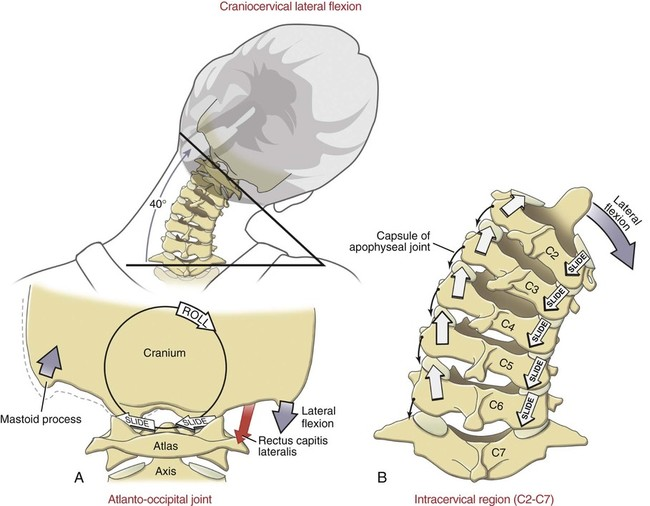 Craniocervical lateral flexion
40°
Lateral
flexion
Capsule of
apophyseal joint
C2
SLIDE
C3
SLIDE
C4
SLIDE
C5
SLIDE
C6
SLIDE
C7
B
Intracervical region (C2-C7)
ROLL
Cranium
Mastoid process
SLIDE
SLIDE
Lateral
flexion
Rectus capitis
lateralis
Atlas
Axis
A
Atlanto-occipital joint